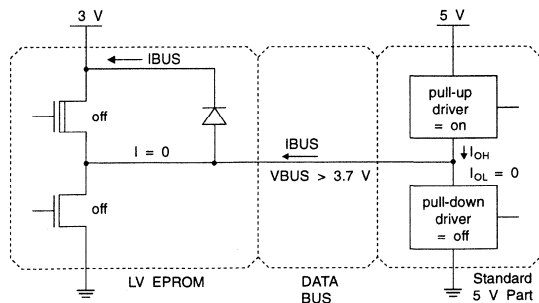 3 V
5 V
IBUS
off
pull-up
driver
= on
I = 0
IBUS
VBUS > 3.7 V
IOH
IOL = 0
off
pull-down
driver
= off
LV EPROM
DATA
BUS
Standard
5 V Part